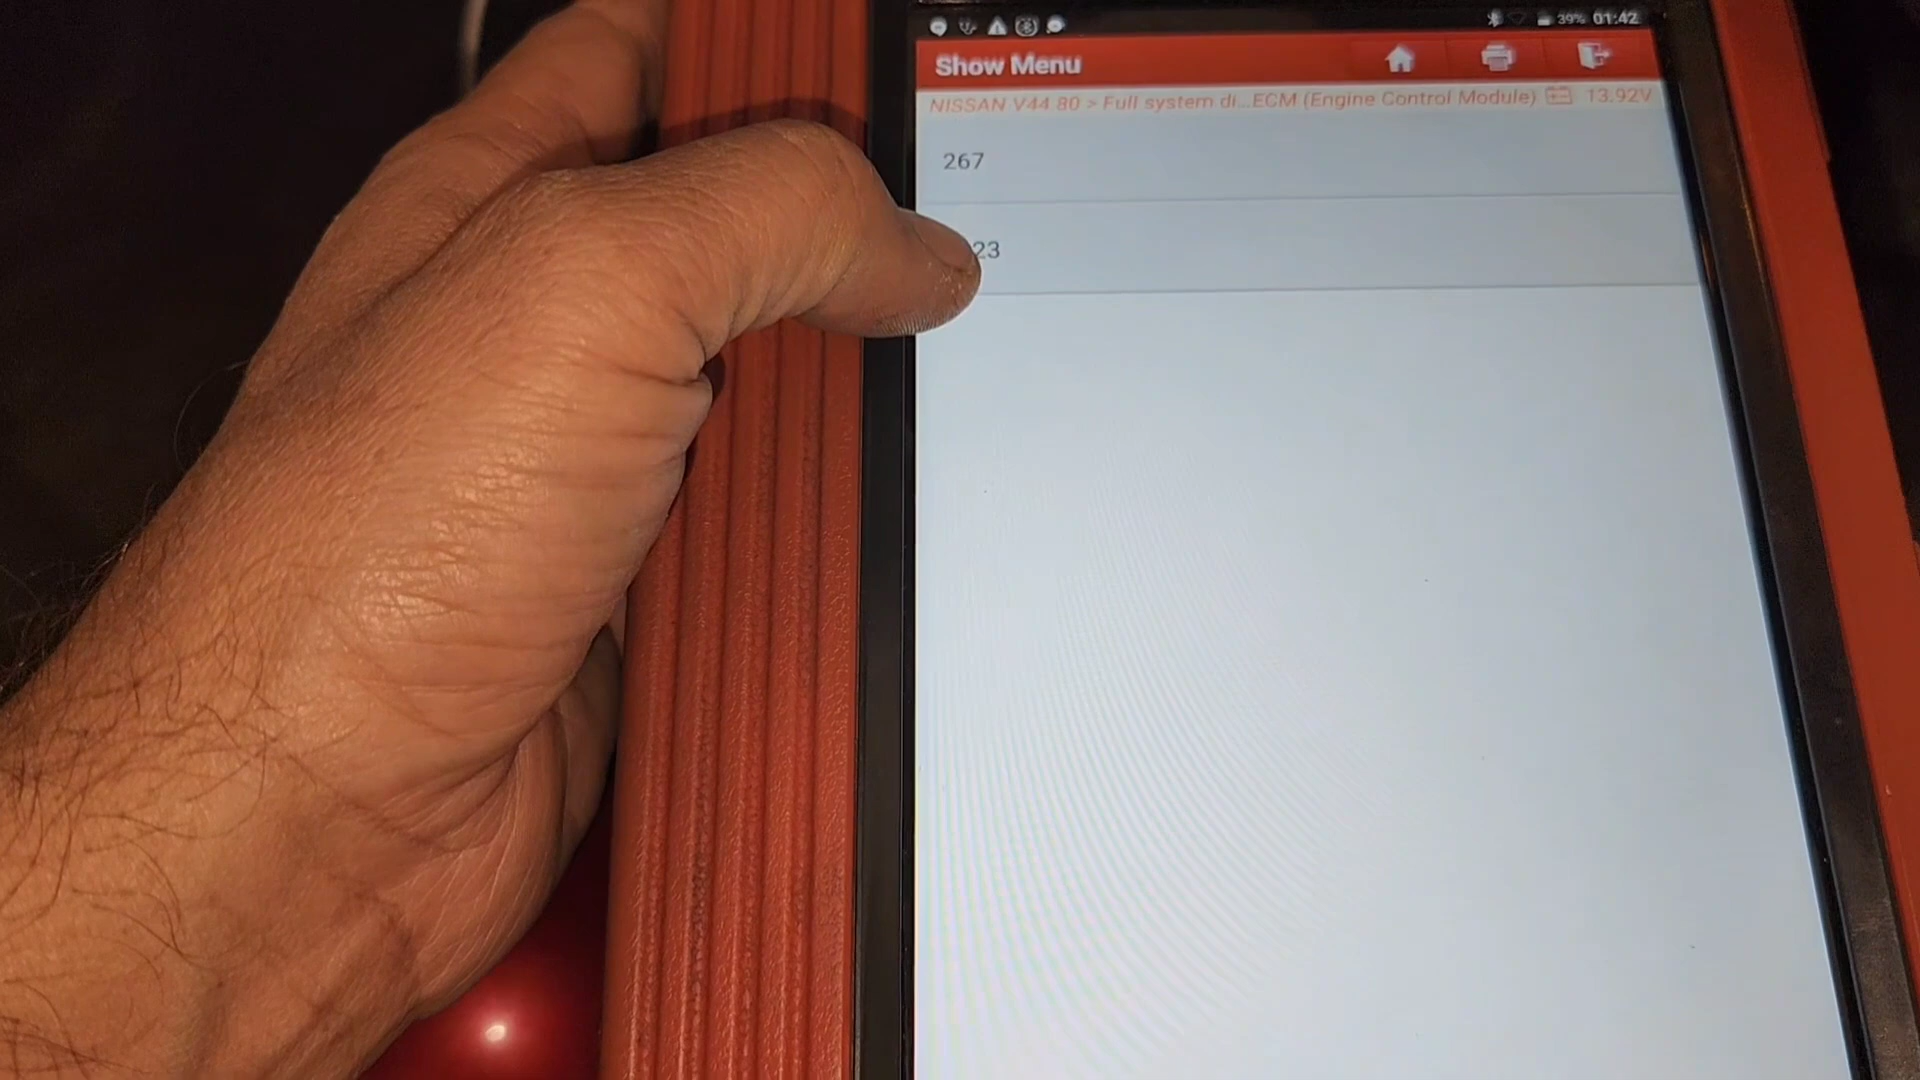 39% 01:42
Show Menu
NISSAN V44.80 > Full system di...ECM (Engine Control Module) 13.92V
267
23